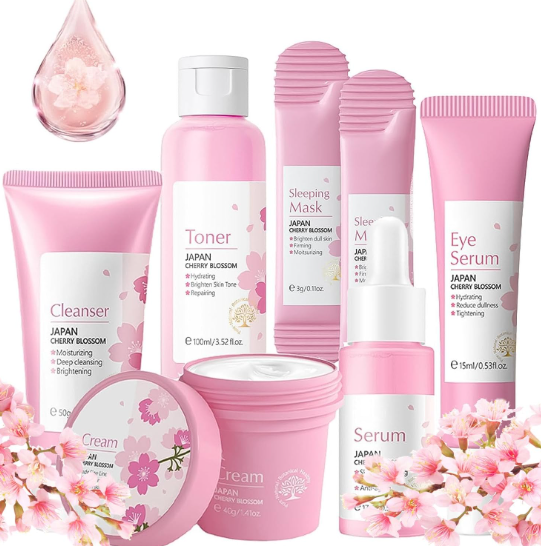 Toner
JAPAN
CHERRY BLOSSOM
Hydrating
Brighten Skin Tone
Repairing
℮ 100ml/3.52 fl.oz.
Sleeping
Mask
JAPAN
CHERRY BLOSSOM
Brighten dull skin
Firming
Moisturizing
℮ 3g/0.11oz.
Eye
Serum
JAPAN
CHERRY BLOSSOM
Hydrating
Reduce dullness
Tightening
℮ 15ml/0.53fl.oz.
Cleanser
JAPAN
CHERRY BLOSSOM
Moisturizing
Deep cleansing
Brightening
℮ 50g
Cream
CHERRY BLOSSOM
Cream
JAPAN
CHERRY BLOSSOM
℮ 40g/1.41oz.
Serum
JAPAN